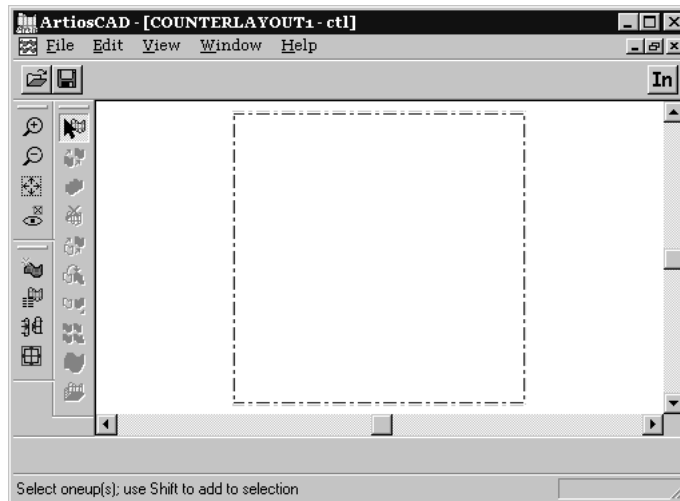 ArtiosCAD - [COUNTERLAYOUT1 - ctl]
File Edit View Window Help
In
Select oneup(s); use Shift to add to selection